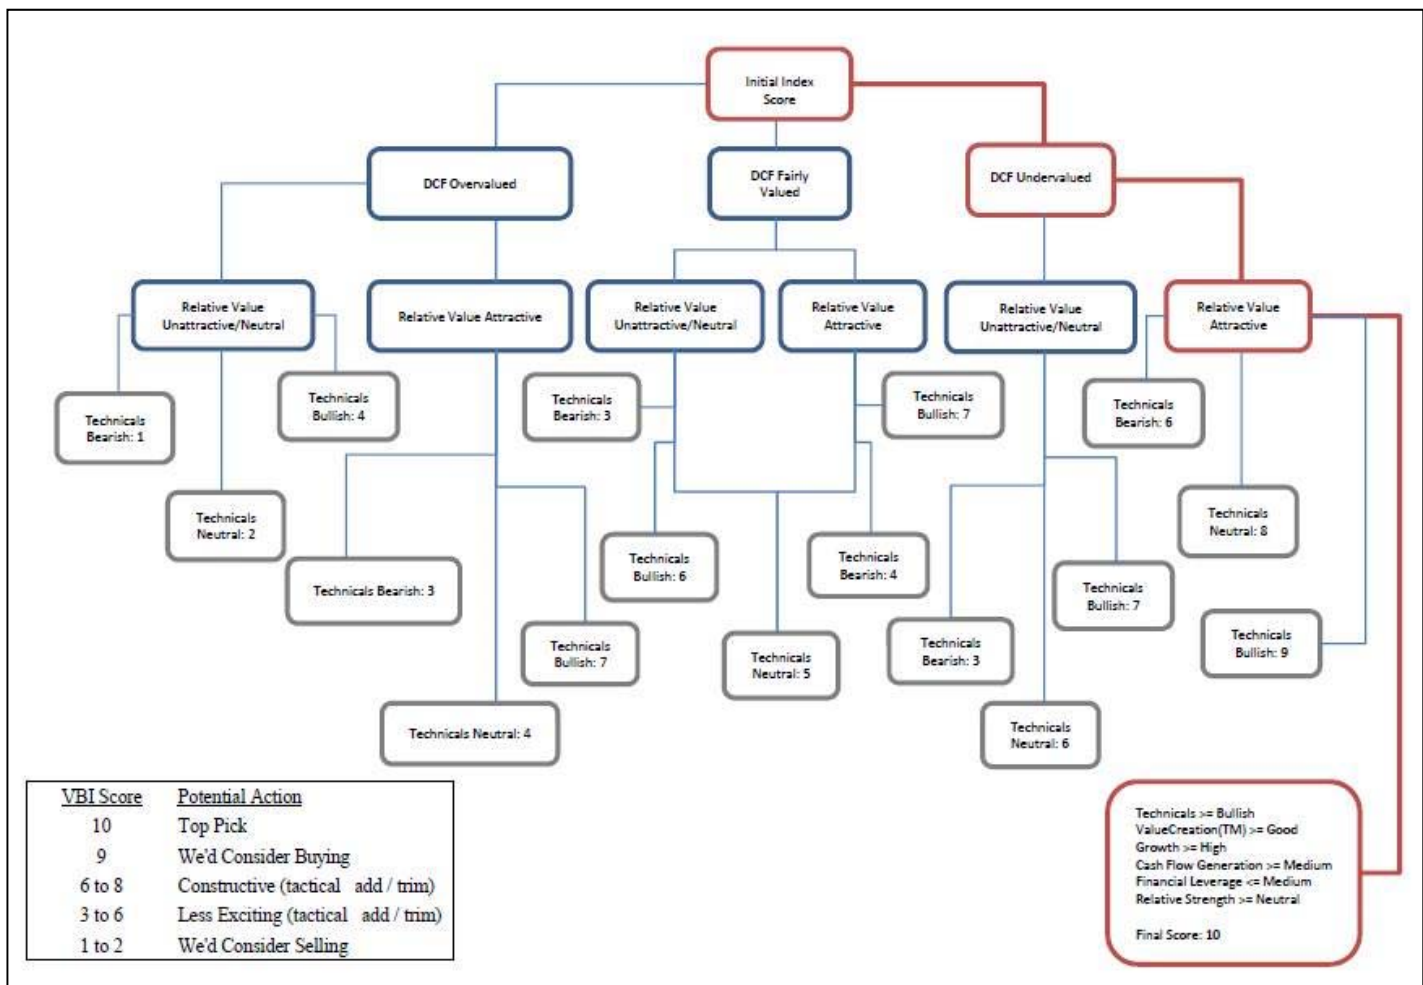 Initial Index
Score
DCF Overvalued
DCF Fairly
Valued
DCF Undervalued
Relative Value
Unattractive/Neutral
Relative Value Attractive
Relative Value
Unattractive/Neutral
Relative Value
Attractive
Relative Value
Unattractive/Neutral
Relative Value
Attractive
Technicals
Bearish: 1
Technicals
Bullish: 4
Technicals
Bearish: 3
Technicals
Bullish: 7
Technicals
Bearish: 6
Technicals
Neutral: 2
Technicals Bearish: 3
Technicals
Bullish: 6
Technicals
Bearish: 4
Technicals
Neutral: 8
Technicals
Bullish: 7
Technicals
Bullish: 7
Technicals
Neutral: 5
Technicals
Bearish: 3
Technicals
Bullish: 9
Technicals Neutral: 4
Technicals
Neutral: 6
VBI Score Potential Action
10 Top Pick
9 We'd Consider Buying
6 to 8 Constructive (tactical add / trim)
3 to 6 Less Exciting (tactical add / trim)
1 to 2 We'd Consider Selling
Technicals >= Bullish
ValueCreation(TM) >= Good
Growth >= High
Cash Flow Generation >= Medium
Financial Leverage <= Medium
Relative Strength >= Neutral
Final Score: 10